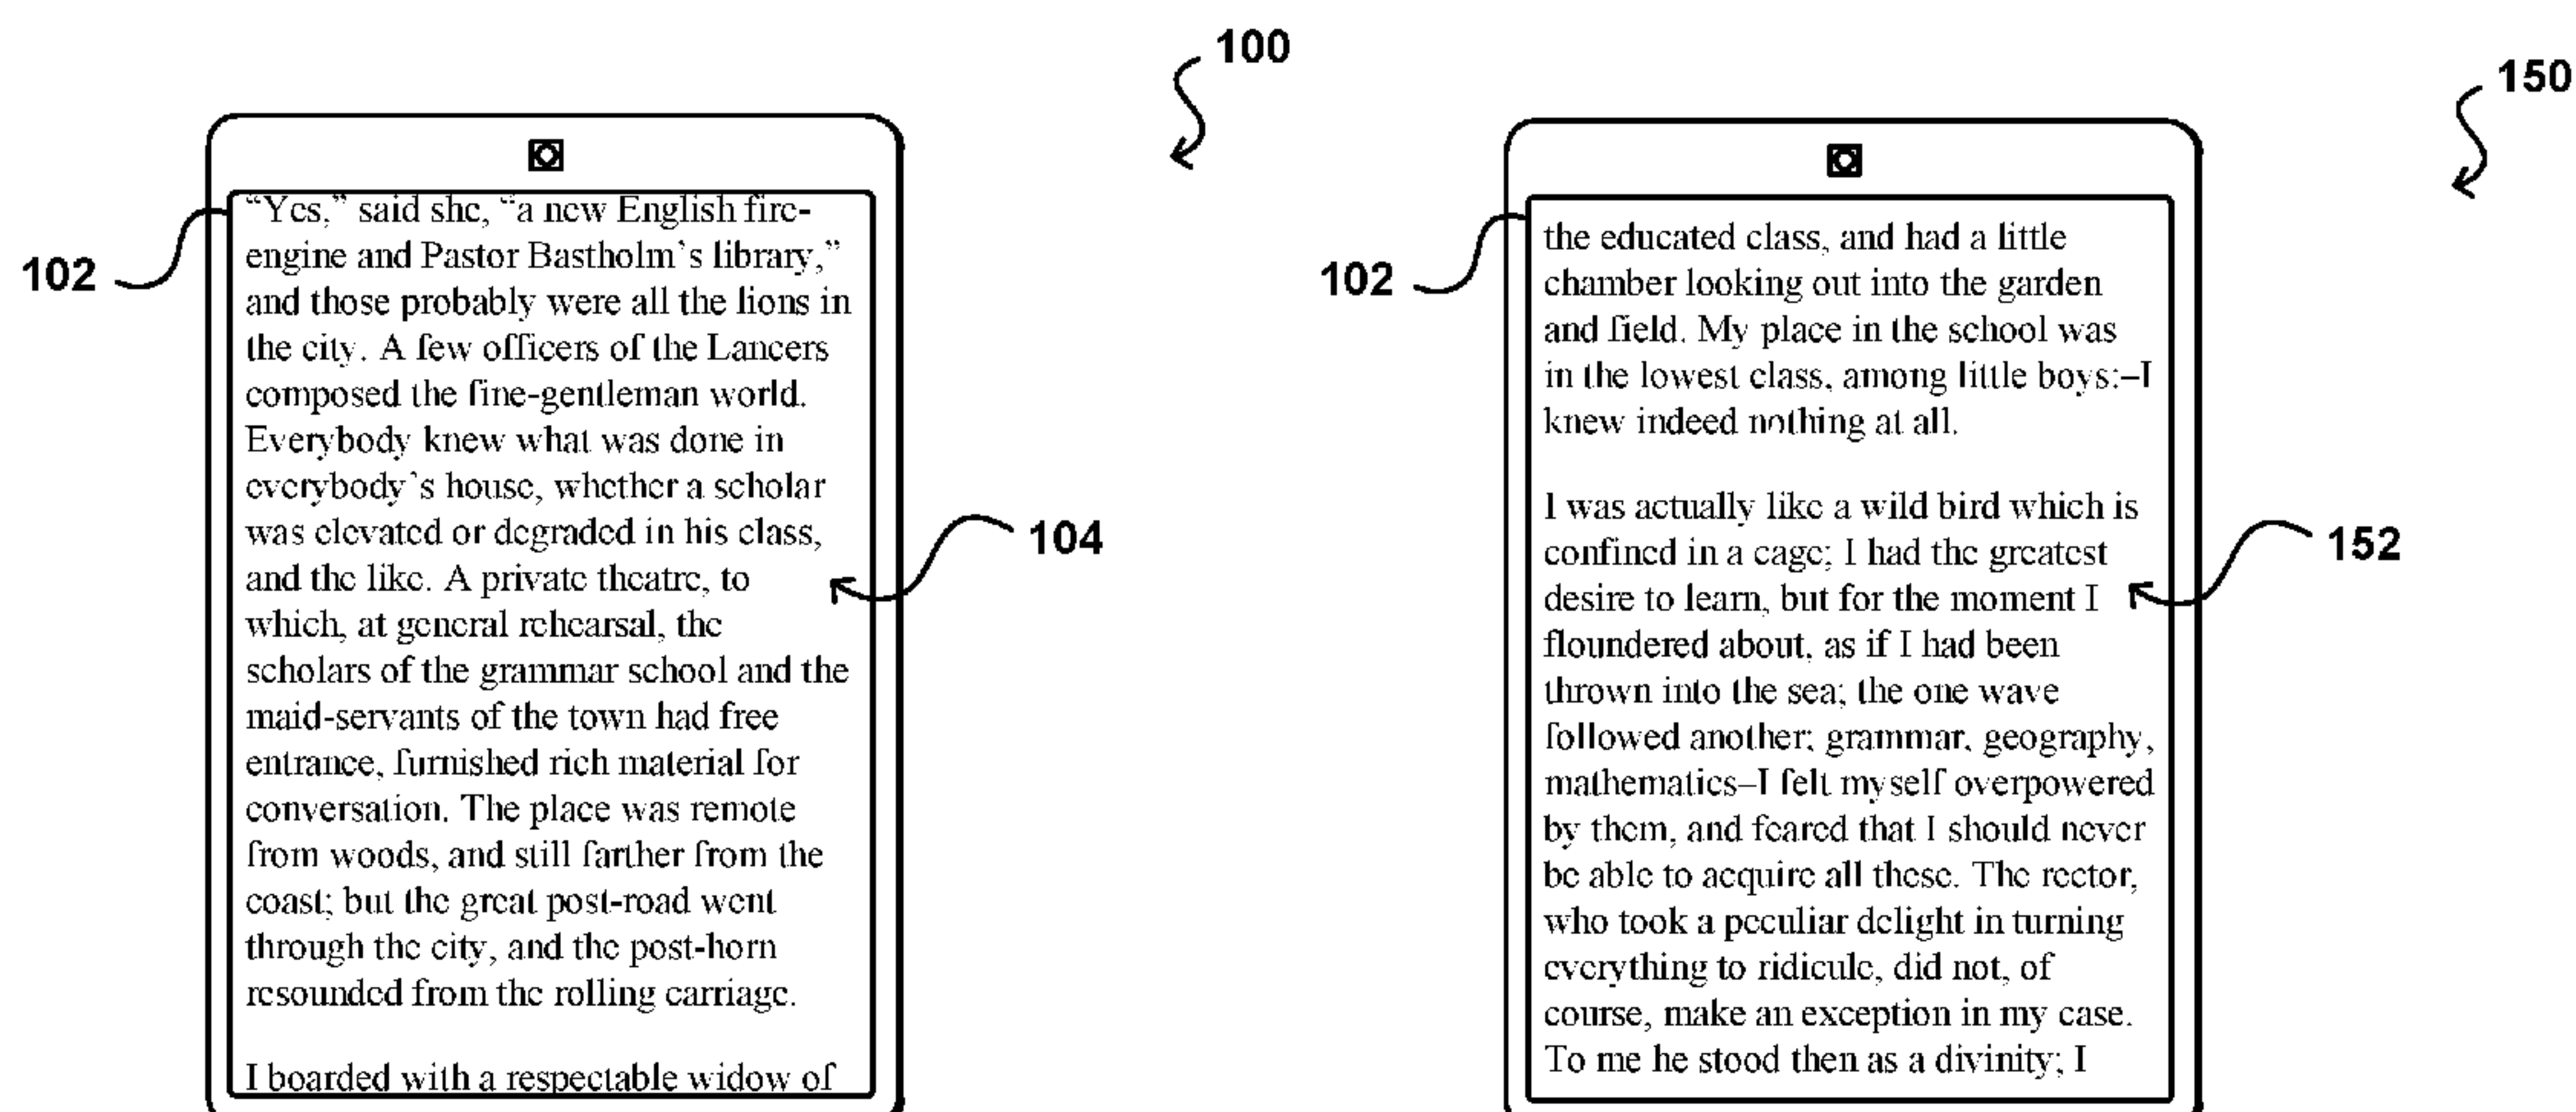 100
102
“Yes,” said she, “a new English fire-
engine and Pastor Bastholm’s library,”
and those probably were all the lions in
the city. A few officers of the Lancers
composed the fine-gentleman world.
Everybody knew what was done in
everybody’s house, whether a scholar
was elevated or degraded in his class,
and the like. A private theatre, to
which, at general rehearsal, the
scholars of the grammar school and the
maid-servants of the town had free
entrance, furnished rich material for
conversation. The place was remote
from woods, and still farther from the
coast; but the great post-road went
through the city, and the post-horn
resounded from the rolling carriage.
I boarded with a respectable widow of
104
150
102
the educated class, and had a little
chamber looking out into the garden
and field. My place in the school was
in the lowest class, among little boys:–I
knew indeed nothing at all.
I was actually like a wild bird which is
confined in a cage; I had the greatest
desire to learn, but for the moment I
floundered about, as if I had been
thrown into the sea; the one wave
followed another; grammar, geography,
mathematics–I felt myself overpowered
by them, and feared that I should never
be able to acquire all these. The rector,
who took a peculiar delight in turning
everything to ridicule, did not, of
course, make an exception in my case.
To me he stood then as a divinity; I
152